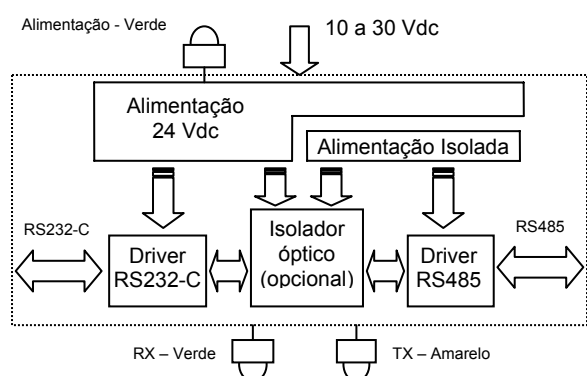 Alimentação - Verde
10 a 30 Vdc
Alimentação
24 Vdc
Alimentação Isolada
RS232-C
Driver
RS232-C
Isolador
óptico
(opcional)
Driver
RS485
RS485
RX – Verde
TX – Amarelo